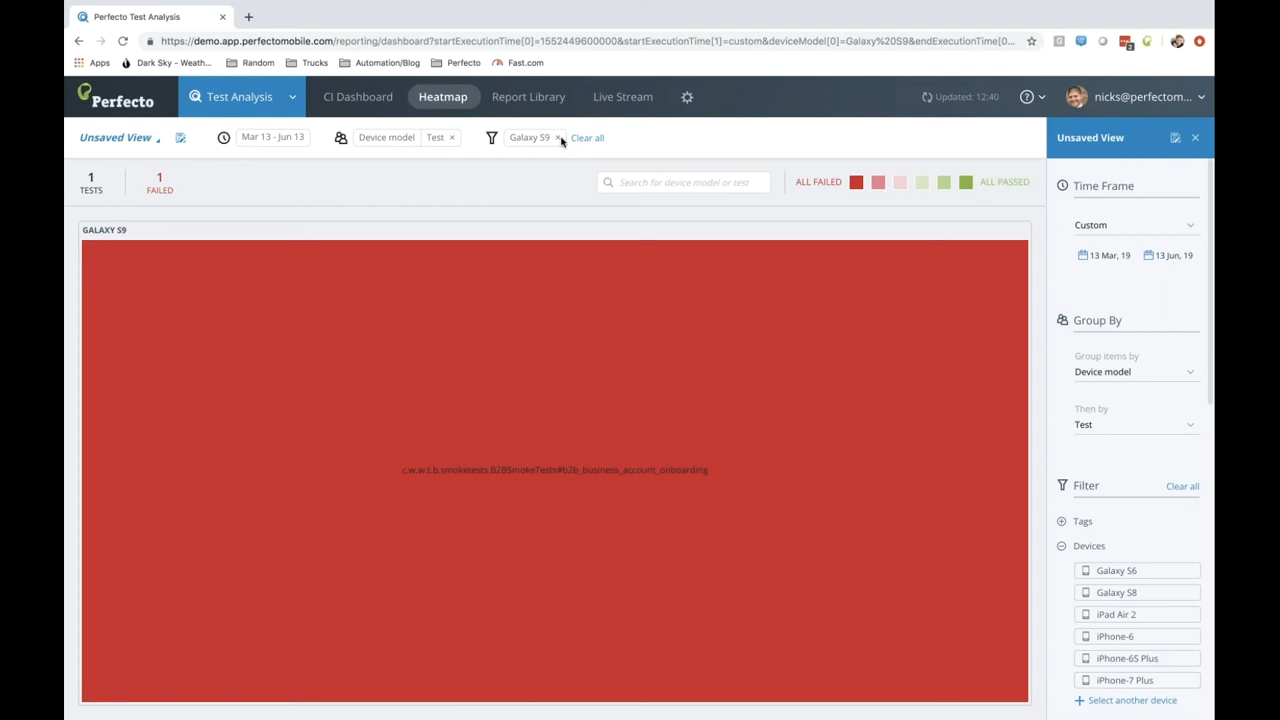 Perfecto Test Analysis
https://demo.app.perfectomobile.com/reporting/dashboard?startExecutionTime[0]=1552449600000&startExecutionTime[1]=custom&deviceModel[0]=Galaxy%20S9&endExecutionTime[0...
Apps Dark Sky - Weath... Random Trucks Automation/Blog Perfecto Fast.com
Perfecto Test Analysis CI Dashboard Heatmap Report Library Live Stream Updated: 12:40 nicks@perfectom...
Unsaved View Mar 13 - Jun 13 Device model Test × Galaxy S9 × Clear all
Unsaved View
1 TESTS
1 FAILED
Search for device model or test
ALL FAILED ALL PASSED
GALAXY S9
c.w.w.t.b.smoketests.B2BSmokeTests#b2b_business_account_onboarding
Time Frame
Custom
13 Mar, 19 13 Jun, 19
Group By
Group items by
Device model
Then by
Test
Filter Clear all
Tags
Devices
Galaxy S6
Galaxy S8
iPad Air 2
iPhone-6
iPhone-6S Plus
iPhone-7 Plus
+ Select another device